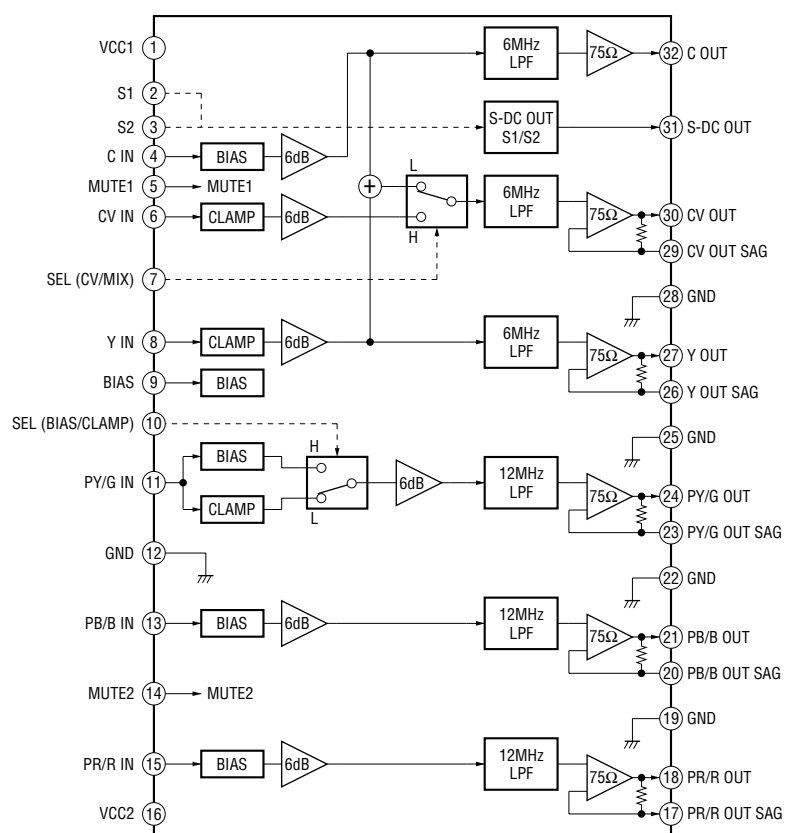 VCC1 1
S1 2
S2 3
C IN 4
BIAS
6dB
MUTE1 5 MUTE1
CV IN 6
CLAMP
6dB
SEL (CV/MIX) 7
Y IN 8
CLAMP
6dB
BIAS 9
BIAS
SEL (BIAS/CLAMP) 10
PY/G IN 11
BIAS
CLAMP
H
L
6dB
GND 12
PB/B IN 13
BIAS
6dB
MUTE2 14 MUTE2
PR/R IN 15
BIAS
6dB
VCC2 16
+
L
H
6MHz
LPF
75Ω
32 C OUT
S-DC OUT
S1/S2
31 S-DC OUT
6MHz
LPF
75Ω
30 CV OUT
29 CV OUT SAG
28 GND
6MHz
LPF
75Ω
27 Y OUT
26 Y OUT SAG
25 GND
12MHz
LPF
75Ω
24 PY/G OUT
23 PY/G OUT SAG
22 GND
12MHz
LPF
75Ω
21 PB/B OUT
20 PB/B OUT SAG
19 GND
12MHz
LPF
75Ω
18 PR/R OUT
17 PR/R OUT SAG